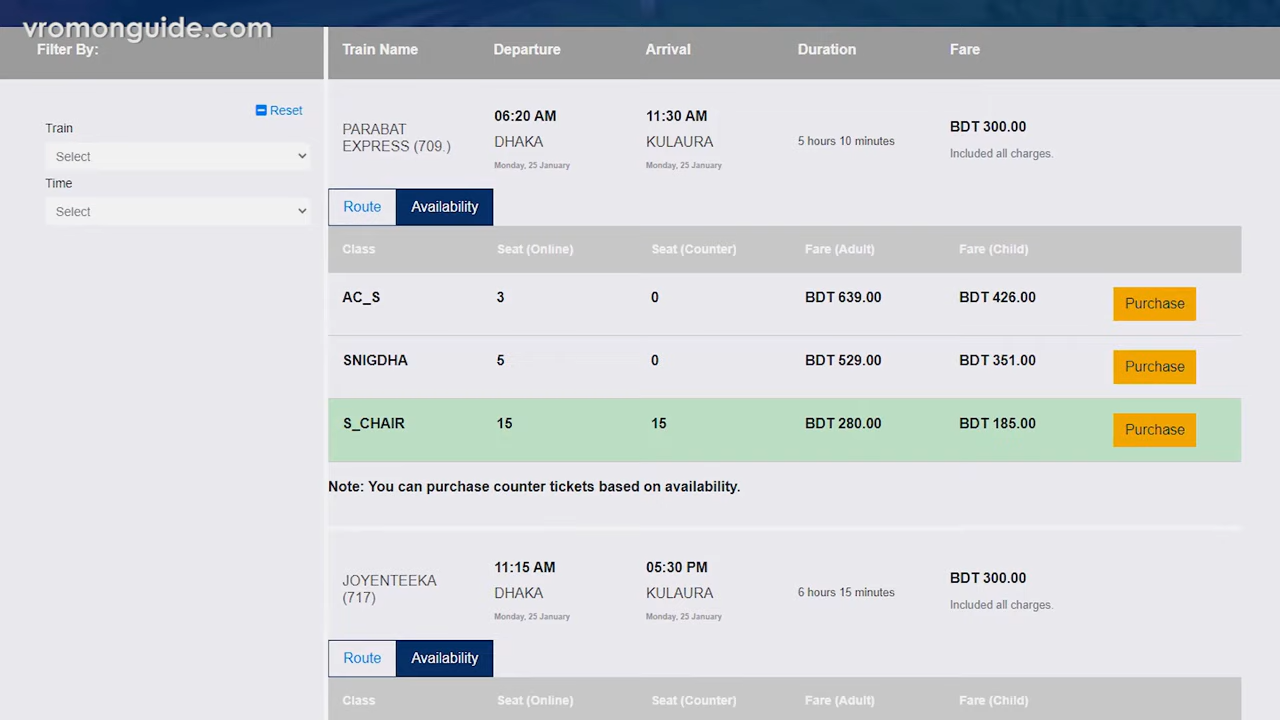 vromonguide.com
Filter By:
Train Name Departure Arrival Duration Fare
Reset
Train
Select
Time
Select
PARABAT
EXPRESS (709.)
06:20 AM
DHAKA
Monday, 25 January
11:30 AM
KULAURA
Monday, 25 January
5 hours 10 minutes
BDT 300.00
Included all charges.
Route Availability
Class Seat (Online) Seat (Counter) Fare (Adult) Fare (Child)
AC_S 3 0 BDT 639.00 BDT 426.00 Purchase
SNIGDHA 5 0 BDT 529.00 BDT 351.00 Purchase
S_CHAIR 15 15 BDT 280.00 BDT 185.00 Purchase
Note: You can purchase counter tickets based on availability.
JOYENTEEKA
(717)
11:15 AM
DHAKA
Monday, 25 January
05:30 PM
KULAURA
Monday, 25 January
6 hours 15 minutes
BDT 300.00
Included all charges.
Route Availability
Class Seat (Online) Seat (Counter) Fare (Adult) Fare (Child)